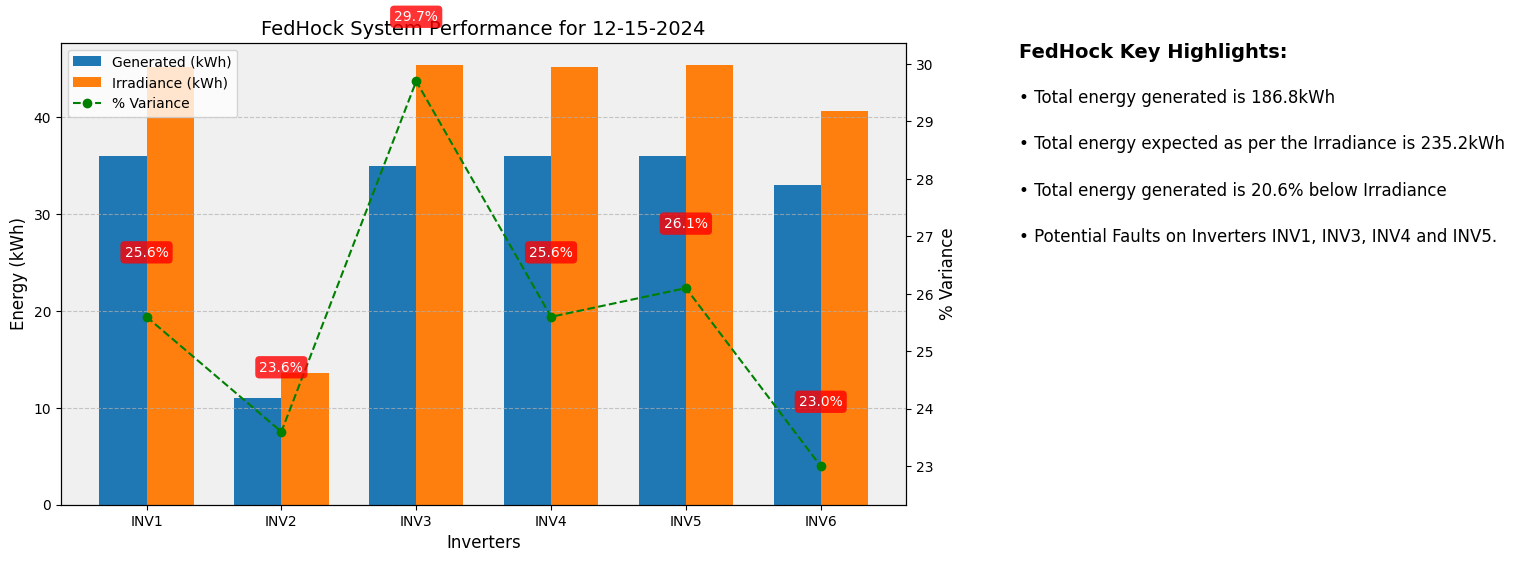 29.7%
FedHock System Performance for 12-15-2024
Generated (kWh)
Irradiance (kWh)
% Variance
25.6%
23.6%
25.6%
26.1%
23.0%
Energy (kWh)
0
10
20
30
40
INV1
INV2
INV3
INV4
INV5
INV6
Inverters
30
29
28
27
26
25
24
23
% Variance
FedHock Key Highlights:
• Total energy generated is 186.8kWh
• Total energy expected as per the Irradiance is 235.2kWh
• Total energy generated is 20.6% below Irradiance
• Potential Faults on Inverters INV1, INV3, INV4 and INV5.